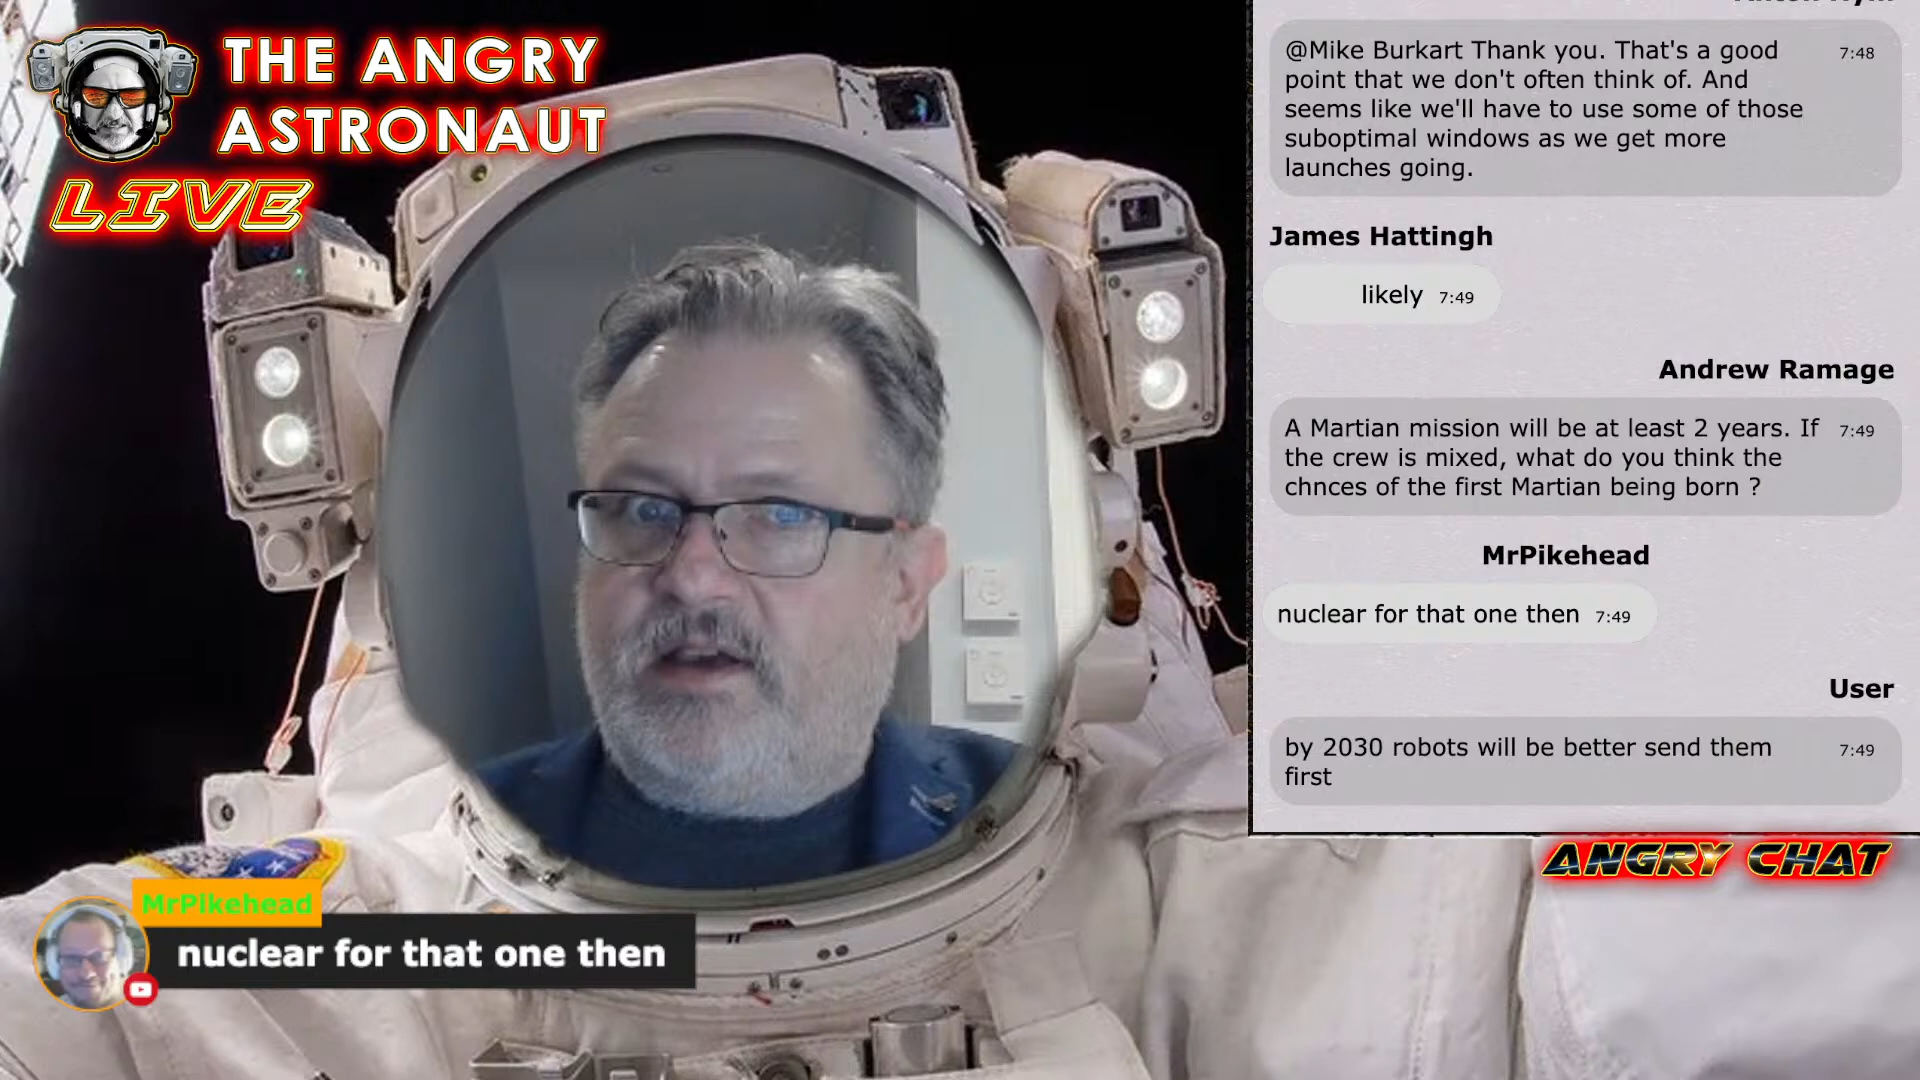 THE ANGRY
ASTRONAUT
LIVE
@Mike Burkart Thank you. That's a good 7:48
point that we don't often think of. And
seems like we'll have to use some of those
suboptimal windows as we get more
launches going.
James Hattingh
likely 7:49
Andrew Ramage
A Martian mission will be at least 2 years. If 7:49
the crew is mixed, what do you think the
chnces of the first Martian being born ?
MrPikehead
nuclear for that one then 7:49
User
by 2030 robots will be better send them 7:49
first
ANGRY CHAT
MrPikehead
nuclear for that one then